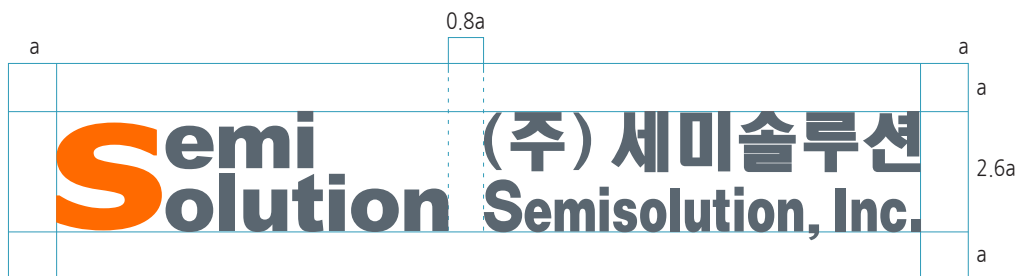 0.8a
a
a
a
Semi
Solution
(주) 세미솔루션
Semisolution, Inc.
2.6a
a